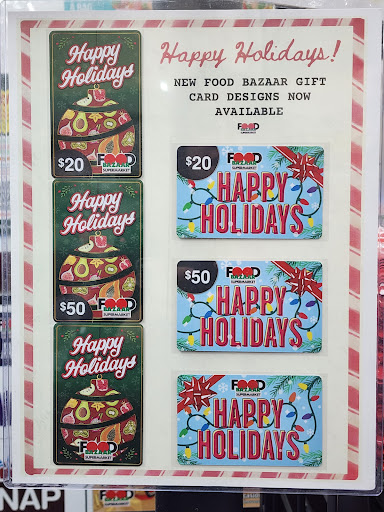 Happy Holidays!
NEW FOOD BAZAAR GIFT
CARD DESIGNS NOW
AVAILABLE
FOOD
BAZAAR
SUPERMARKET
Happy
Holidays
$20
FOOD
BAZAAR
SUPERMARKET
Happy
Holidays
$50
FOOD
BAZAAR
SUPERMARKET
Happy
Holidays
FOOD
BAZAAR
SUPERMARKET
$20
FOOD
BAZAAR
SUPERMARKET
HAPPY
HOLIDAYS
$50
FOOD
BAZAAR
SUPERMARKET
HAPPY
HOLIDAYS
FOOD
BAZAAR
SUPERMARKET
HAPPY
HOLIDAYS
NAP
FOOD